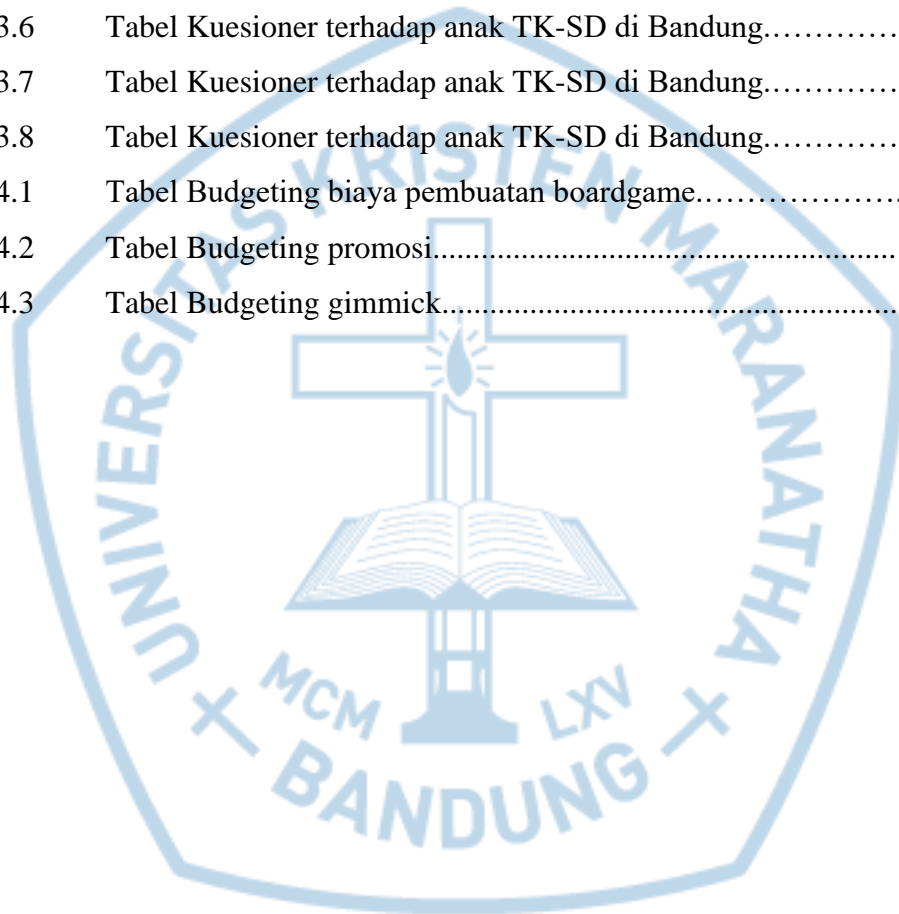 3.6 Tabel Kuesioner terhadap anak TK-SD di Bandung.…………
3.7 Tabel Kuesioner terhadap anak TK-SD di Bandung.…………
3.8 Tabel Kuesioner terhadap anak TK-SD di Bandung.…………
4.1 Tabel Budgeting biaya pembuatan boardgame.………………..
4.2 Tabel Budgeting promosi...............................................................
4.3 Tabel Budgeting gimmick..............................................................
UNIVERSITAS KRISTEN MARANATHA
MCM LXV
BANDUNG